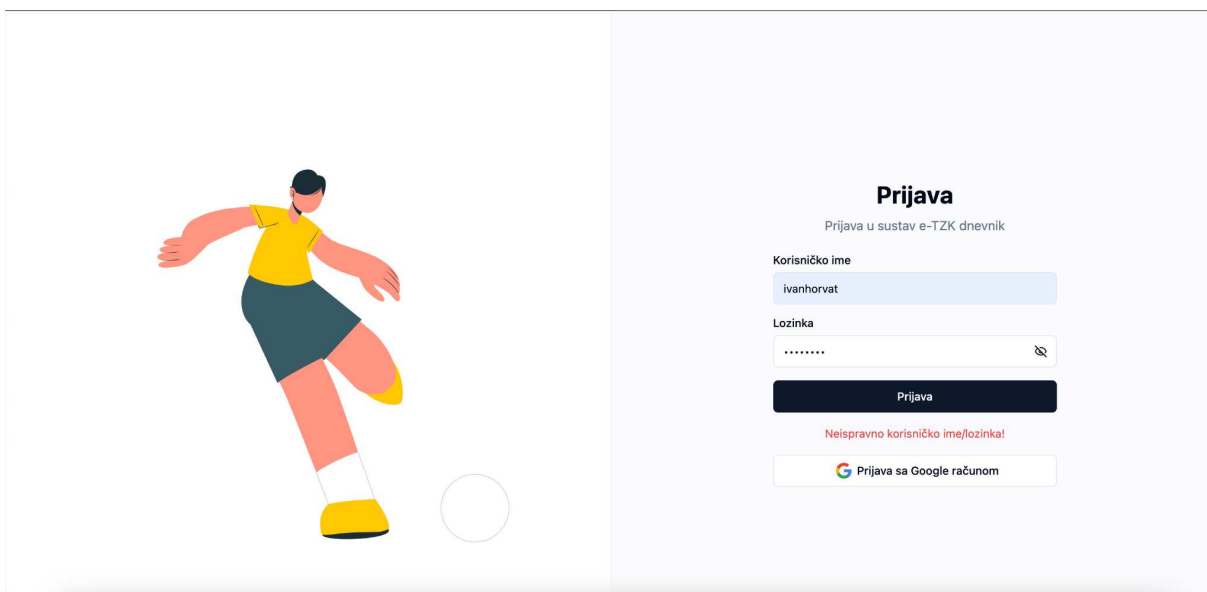 Prijava
Prijava u sustav e-TZK dnevnik
Korisničko ime
ivanhorvat
Lozinka
••••••••
Prijava
Neispravno korisničko ime/lozinka!
Prijava sa Google računom